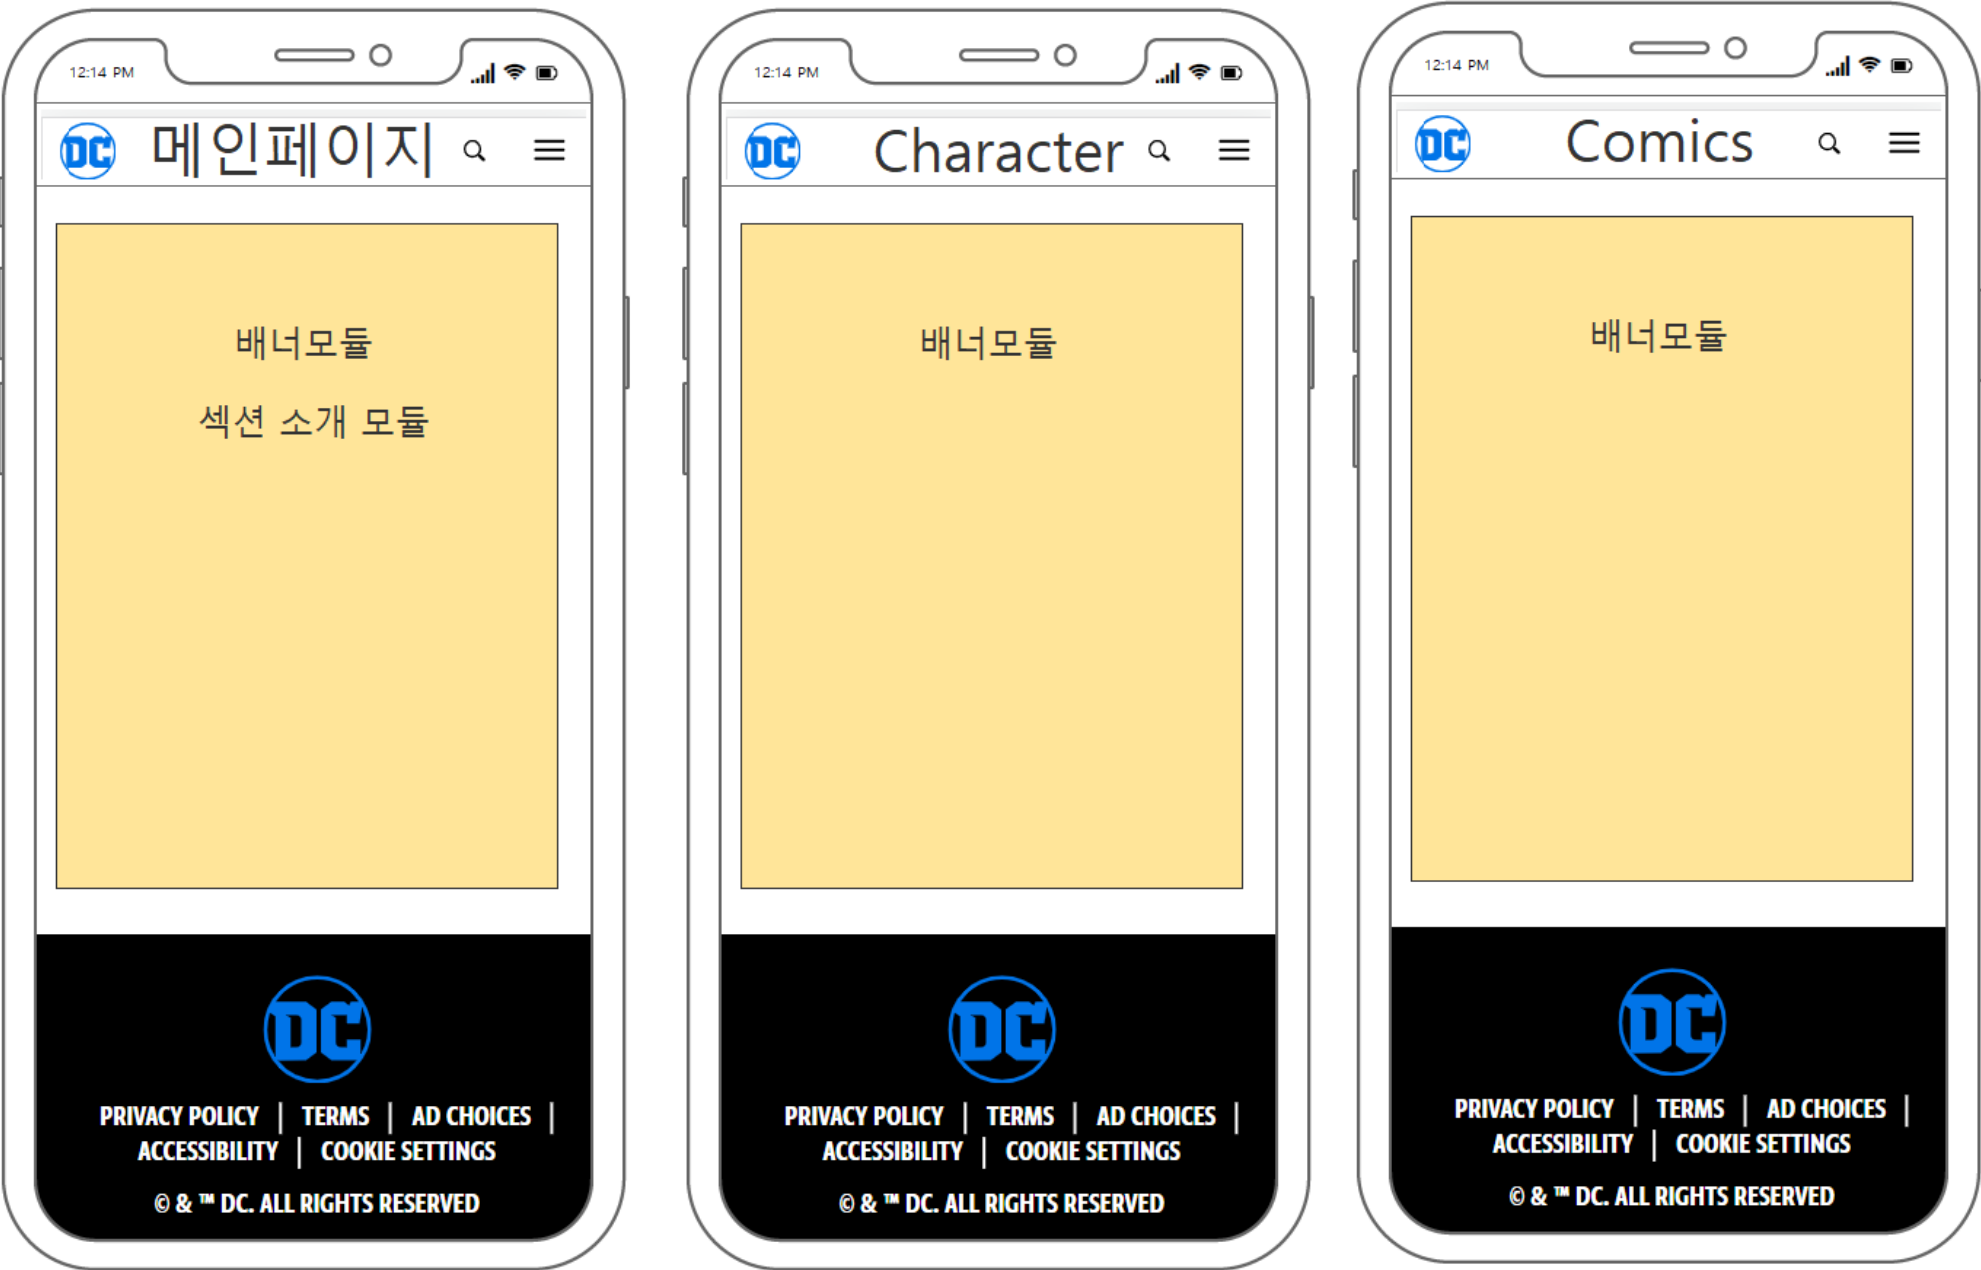 12:14 PM
DC
메인페이지
배너모듈
섹션 소개 모듈
DC
PRIVACY POLICY | TERMS | AD CHOICES |
ACCESSIBILITY | COOKIE SETTINGS
© & ™ DC. ALL RIGHTS RESERVED
12:14 PM
DC
Character
배너모듈
DC
PRIVACY POLICY | TERMS | AD CHOICES |
ACCESSIBILITY | COOKIE SETTINGS
© & ™ DC. ALL RIGHTS RESERVED
12:14 PM
DC
Comics
배너모듈
DC
PRIVACY POLICY | TERMS | AD CHOICES |
ACCESSIBILITY | COOKIE SETTINGS
© & ™ DC. ALL RIGHTS RESERVED